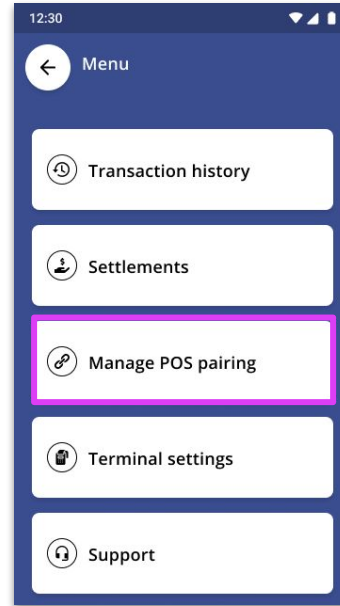 12:30
Menu
Transaction history
Settlements
Manage POS pairing
Terminal settings
Support